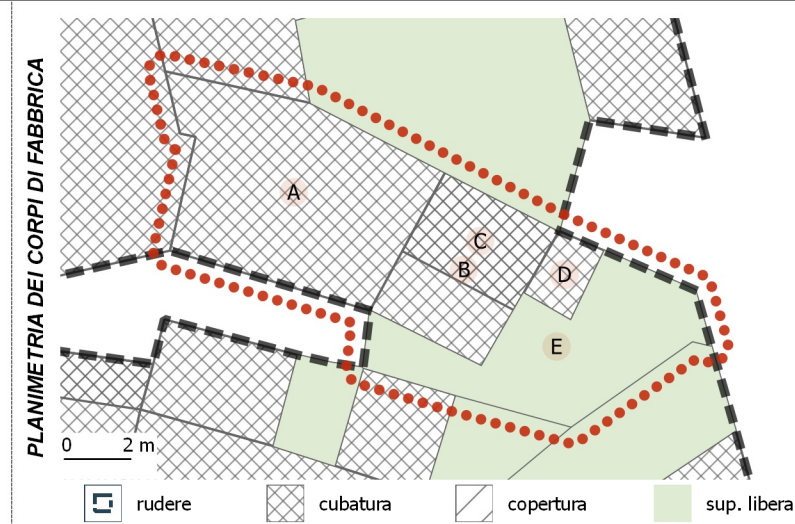 PLANIMETRIA DEI CORPI DI FABBRICA
A
C
B
D
E
0 2 m
rudere
cubatura
copertura
sup. libera